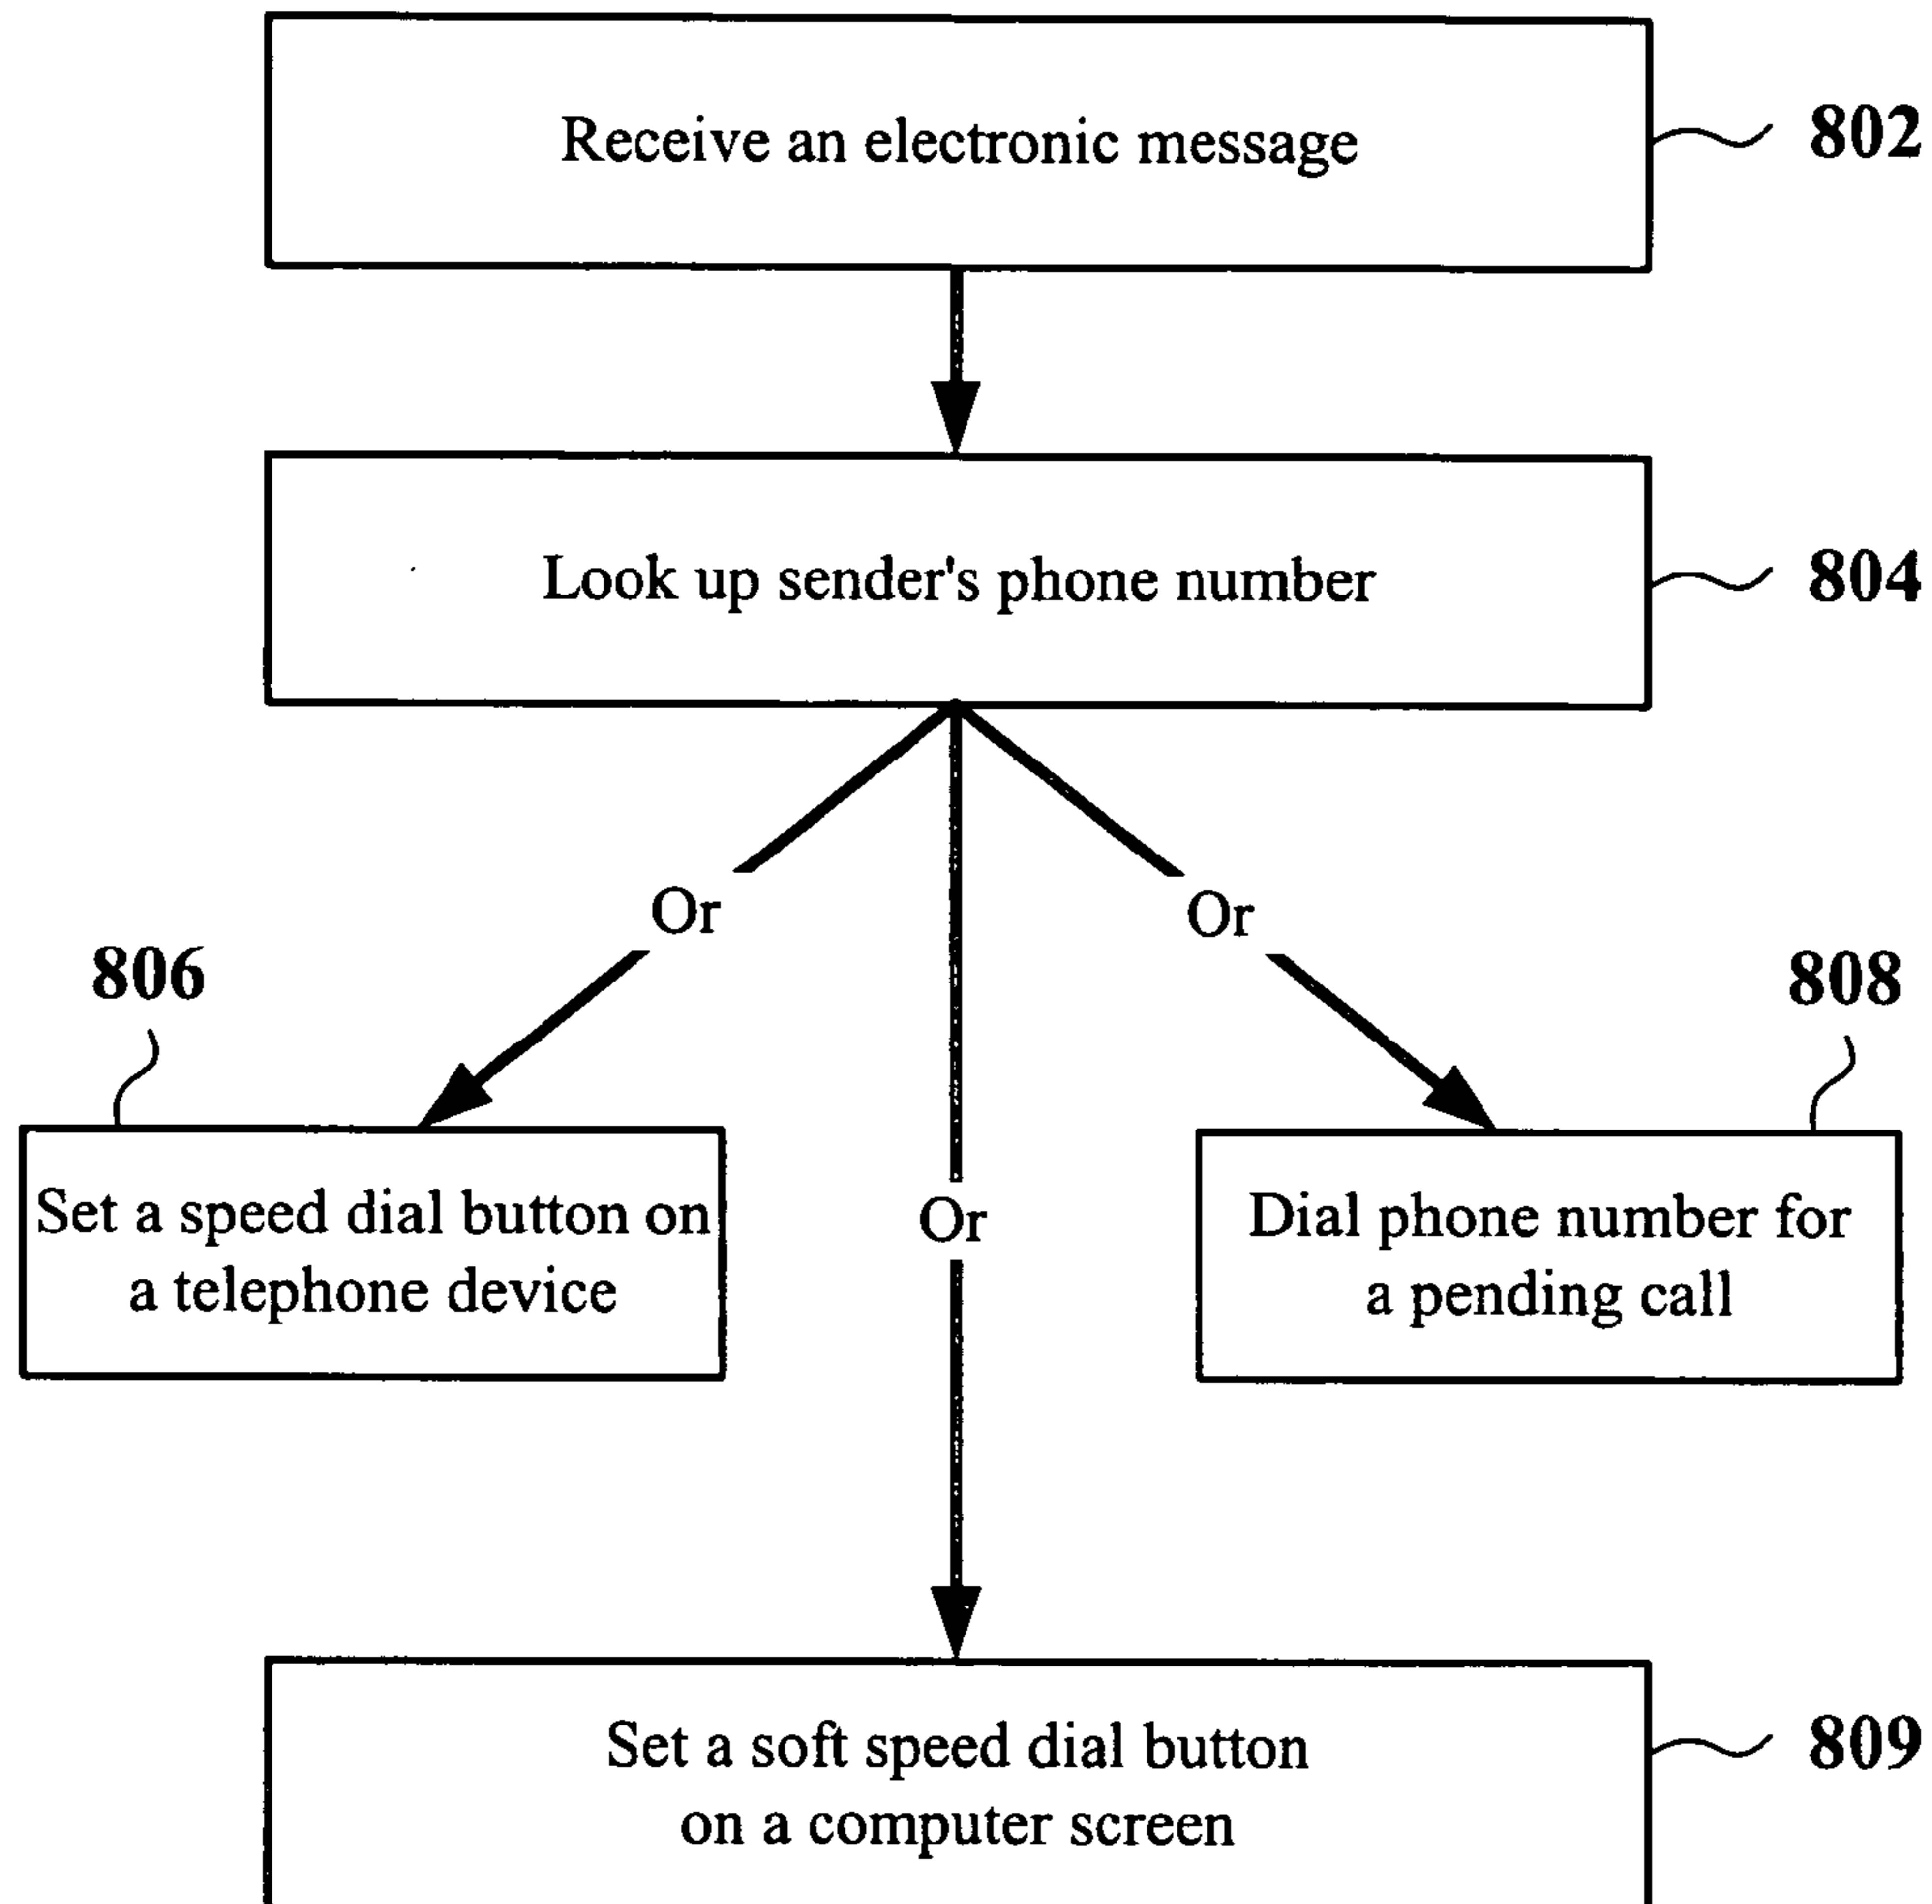 Receive an electronic message
802
Look up sender's phone number
804
Or
Or
806
808
Set a speed dial button on
a telephone device
Or
Dial phone number for
a pending call
Set a soft speed dial button
on a computer screen
809